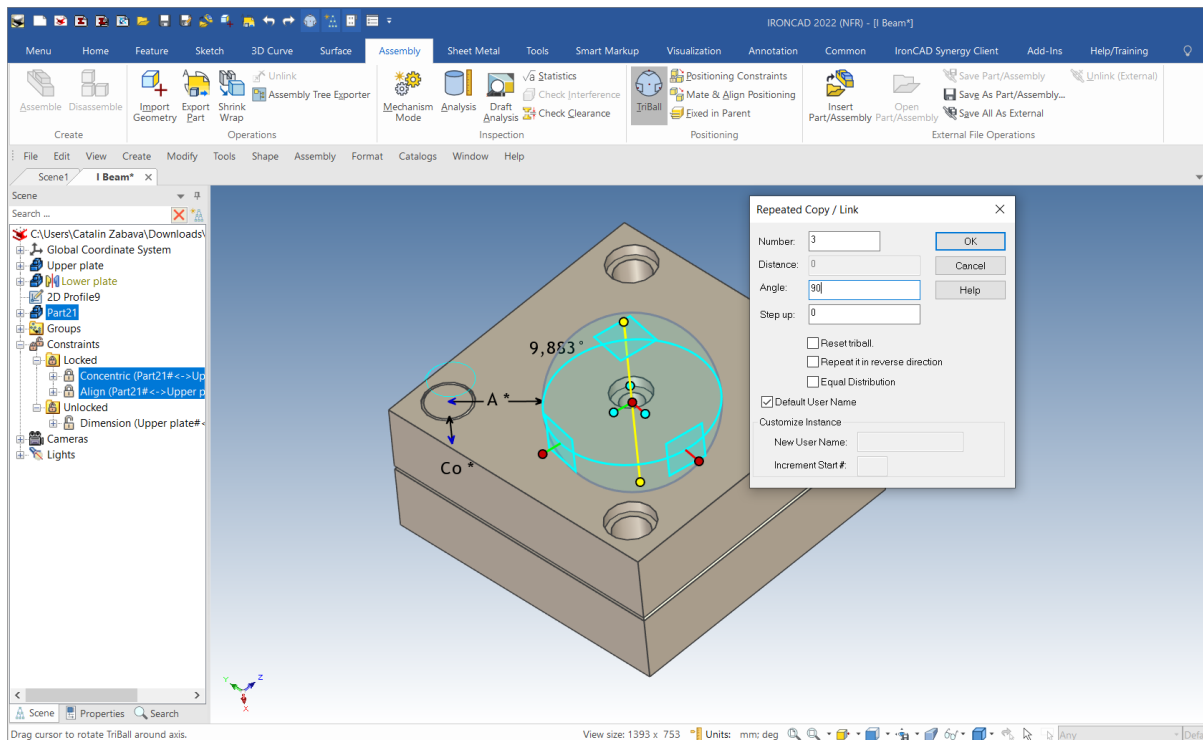 IRONCAD 2022 (NFR) - [I Beam*]
Menu Home Feature Sketch 3D Curve Surface Assembly Sheet Metal Tools Smart Markup Visualization Annotation Common IronCAD Synergy Client Add-Ins Help/Training
Assemble Disassemble
Create
Import Geometry
Export Part
Shrink Wrap
Unlink
Assembly Tree Exporter
Operations
Mechanism Mode
Analysis
Draft Analysis
Statistics
Check Interference
Check Clearance
Inspection
TriBall
Positioning Constraints
Mate & Align Positioning
Fixed in Parent
Positioning
Insert Part/Assembly
Open Part/Assembly
Save Part/Assembly
Save As Part/Assembly...
Save All As External
Unlink (External)
External File Operations
File Edit View Create Modify Tools Shape Assembly Format Catalogs Window Help
Scene1 I Beam* X
Scene
Search ...
C:\Users\Catalin Zabava\Downloads\
Global Coordinate System
Upper plate
Lower plate
2D Profile9
Part21
Groups
Constraints
Locked
Concentric (Part21#<->Up
Align (Part21#<->Upper p
Unlocked
Dimension (Upper plate#<
Cameras
Lights
9,883°
A *
Co *
Y Z
X
Repeated Copy / Link
Number: 3
OK
Distance: 0
Cancel
Angle: 90
Help
Step up: 0
Reset triball.
Repeat it in reverse direction
Equal Distribution
Default User Name
Customize Instance
New User Name:
Increment Start #:
Scene Properties Search
Drag cursor to rotate TriBall around axis.
View size: 1393 x 753 Units: mm; deg Any Def